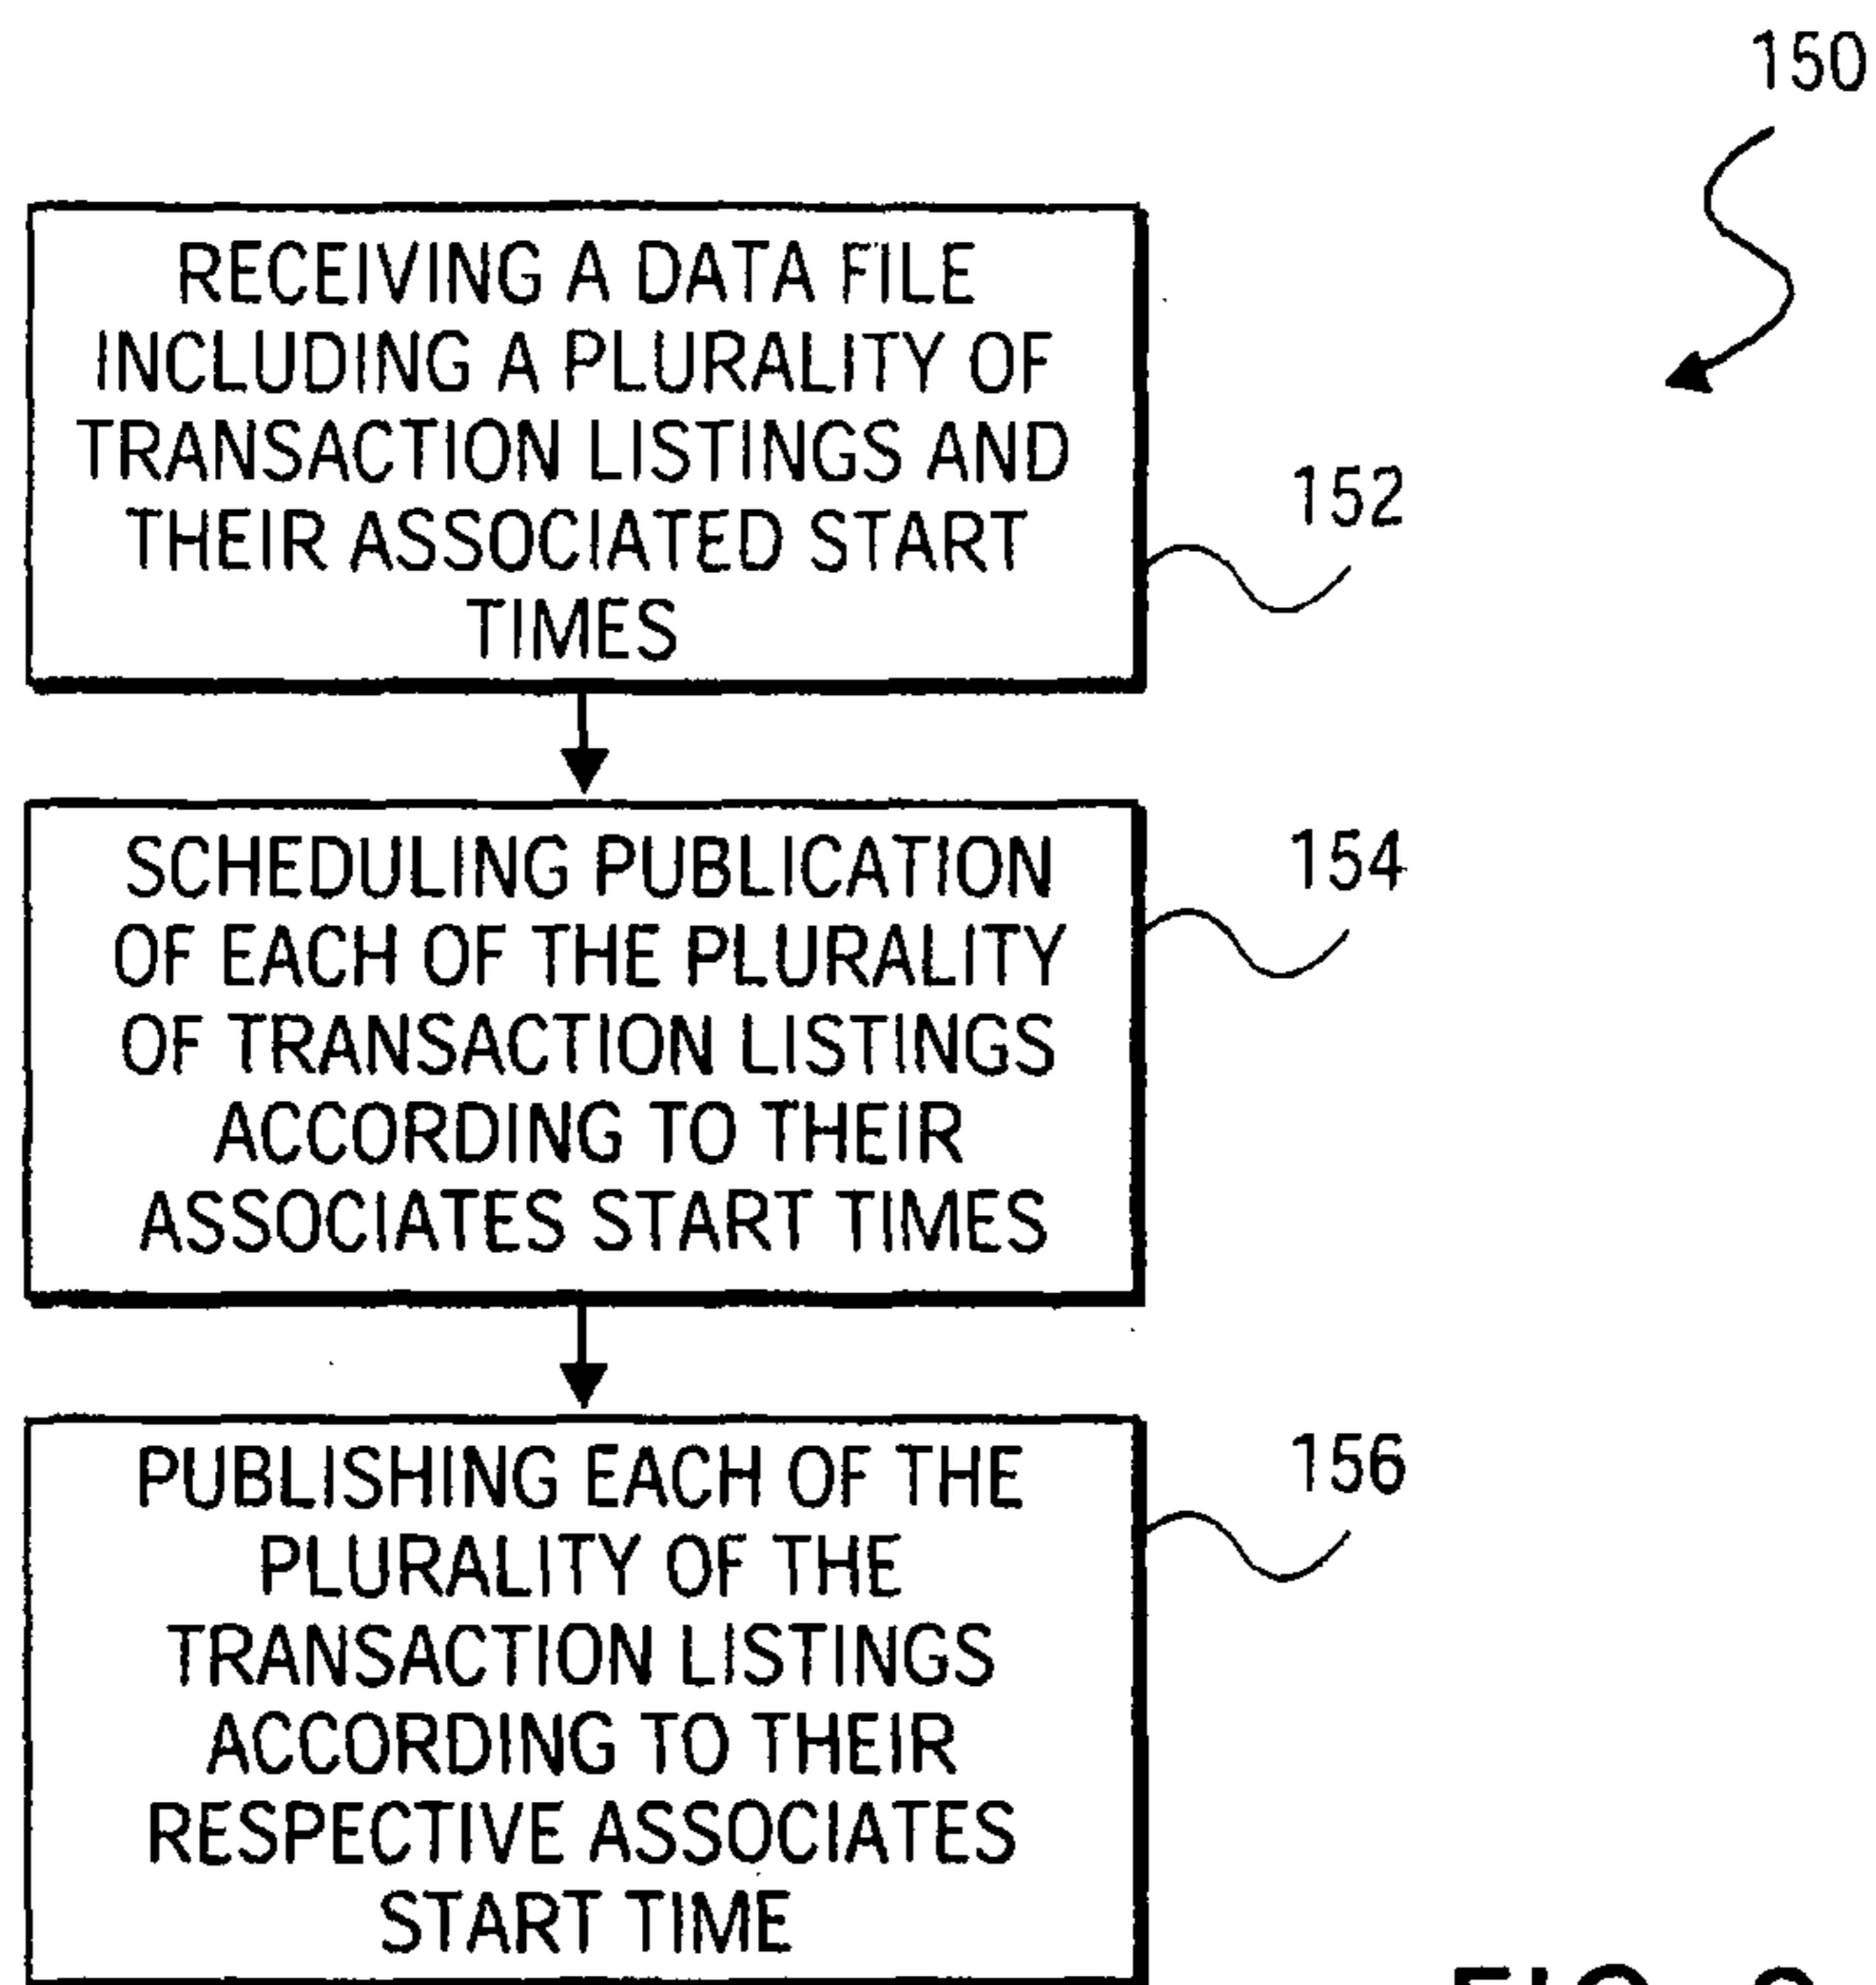 150
RECEIVING A DATA FILE
INCLUDING A PLURALITY OF
TRANSACTION LISTINGS AND
THEIR ASSOCIATED START
TIMES
152
SCHEDULING PUBLICATION
OF EACH OF THE PLURALITY
OF TRANSACTION LISTINGS
ACCORDING TO THEIR
ASSOCIATES START TIMES
154
PUBLISHING EACH OF THE
PLURALITY OF THE
TRANSACTION LISTINGS
ACCORDING TO THEIR
RESPECTIVE ASSOCIATES
START TIME
156